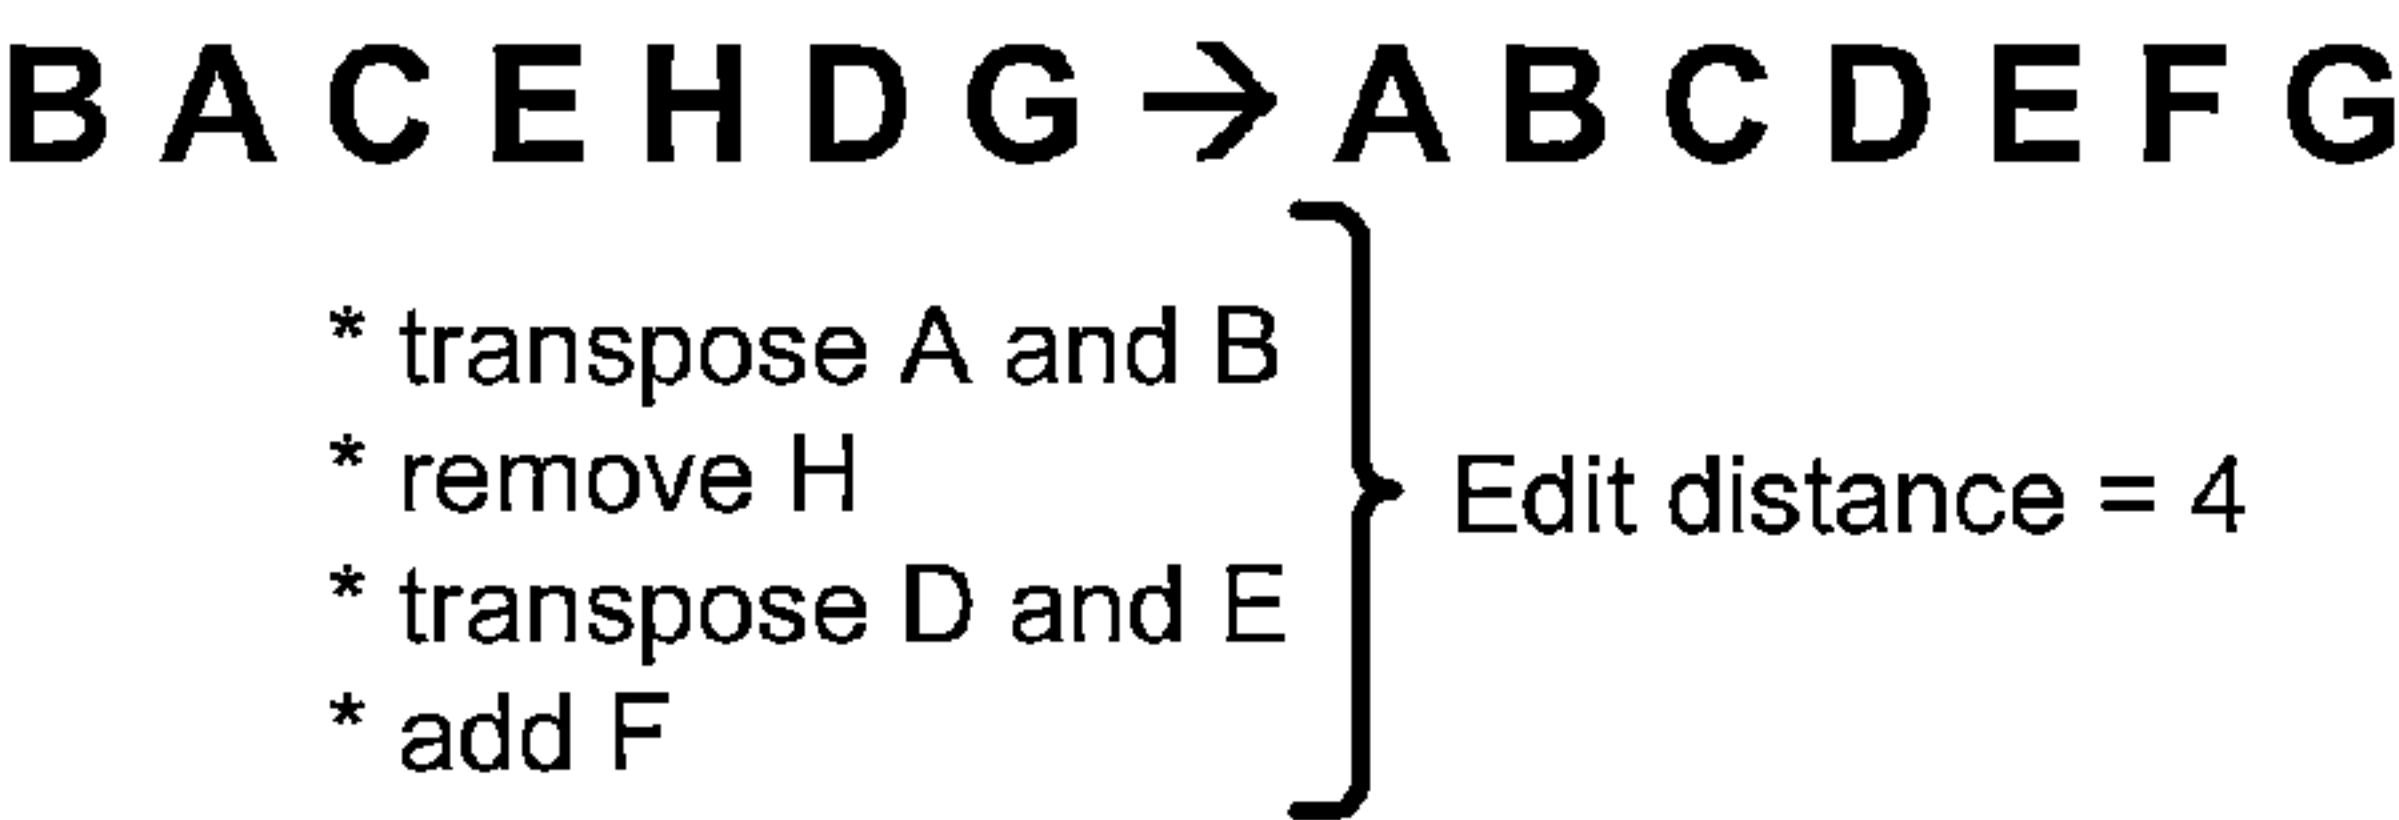 B A C E H D G → A B C D E F G
* transpose A and B
* remove H
* transpose D and E
* add F
Edit distance = 4